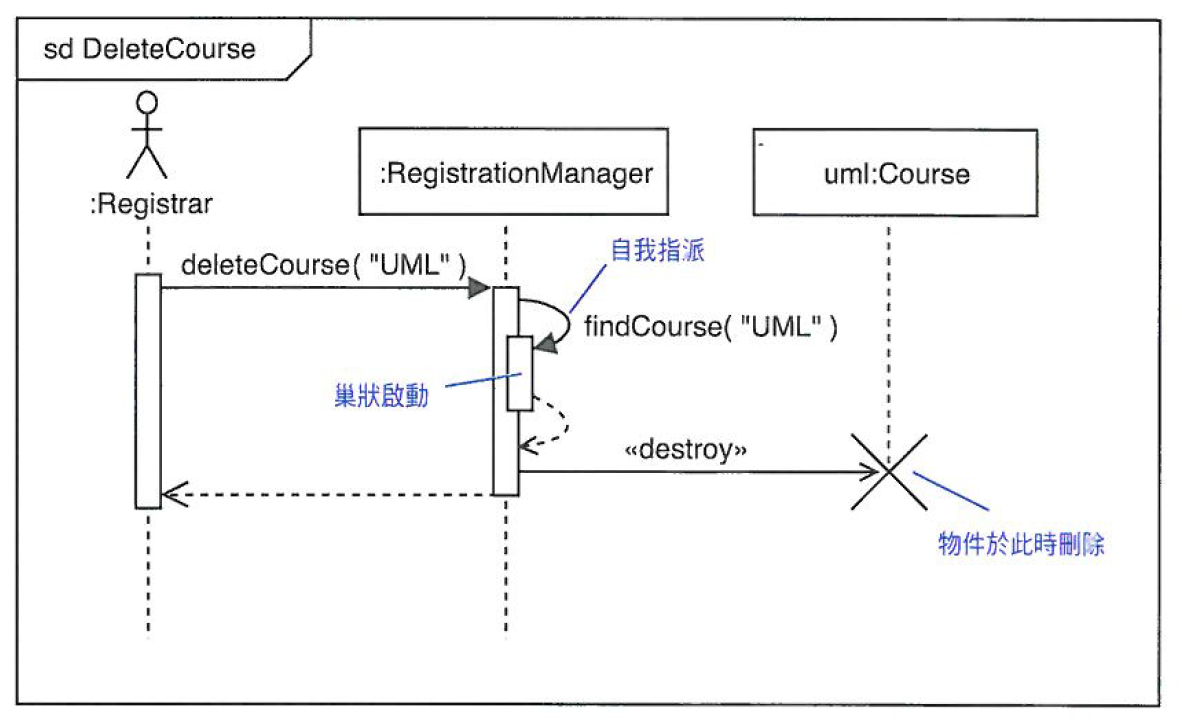 sd DeleteCourse
:Registrar
:RegistrationManager
uml:Course
deleteCourse( "UML" )
自我指派
findCourse( "UML" )
巢狀啟動
«destroy»
物件於此時刪除